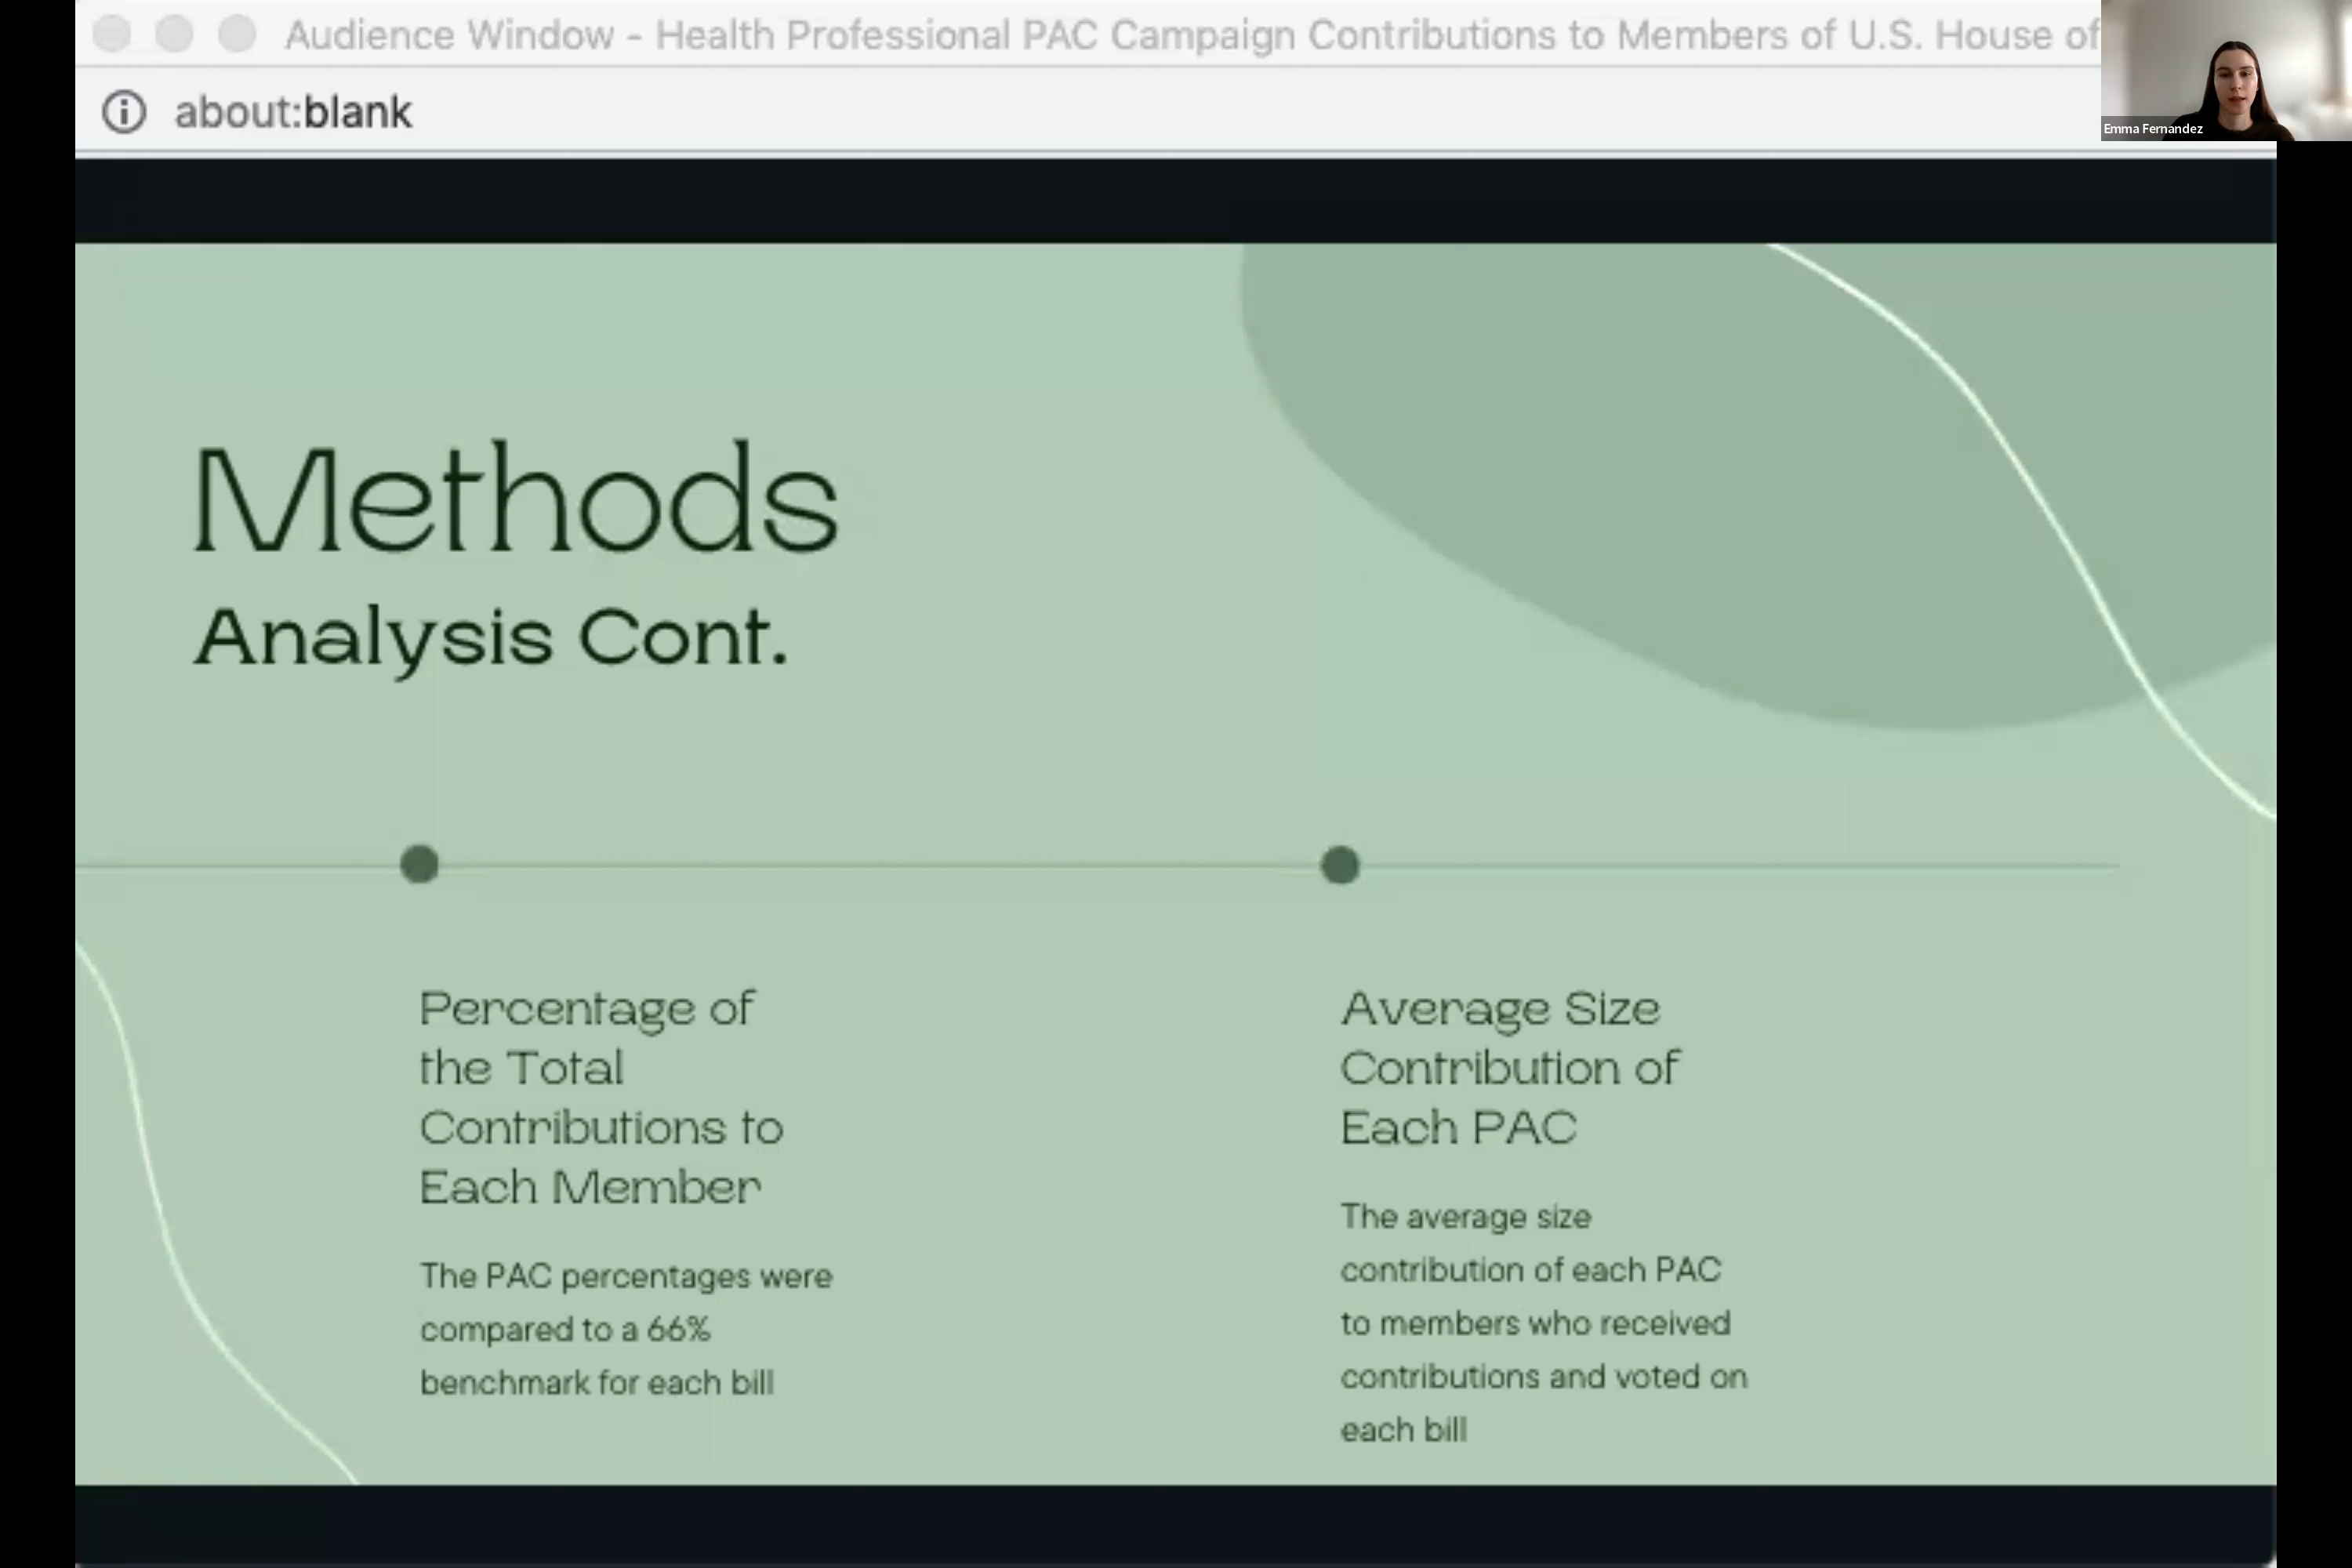 Audience Window - Health Professional PAC Campaign Contributions to Members of U.S. House of
Emma Fernandez
about:blank
Methods
Analysis Cont.
Percentage of
the Total
Contributions to
Each Member
The PAC percentages were
compared to a 66%
benchmark for each bill
Average Size
Contribution of
Each PAC
The average size
contribution of each PAC
to members who received
contributions and voted on
each bill